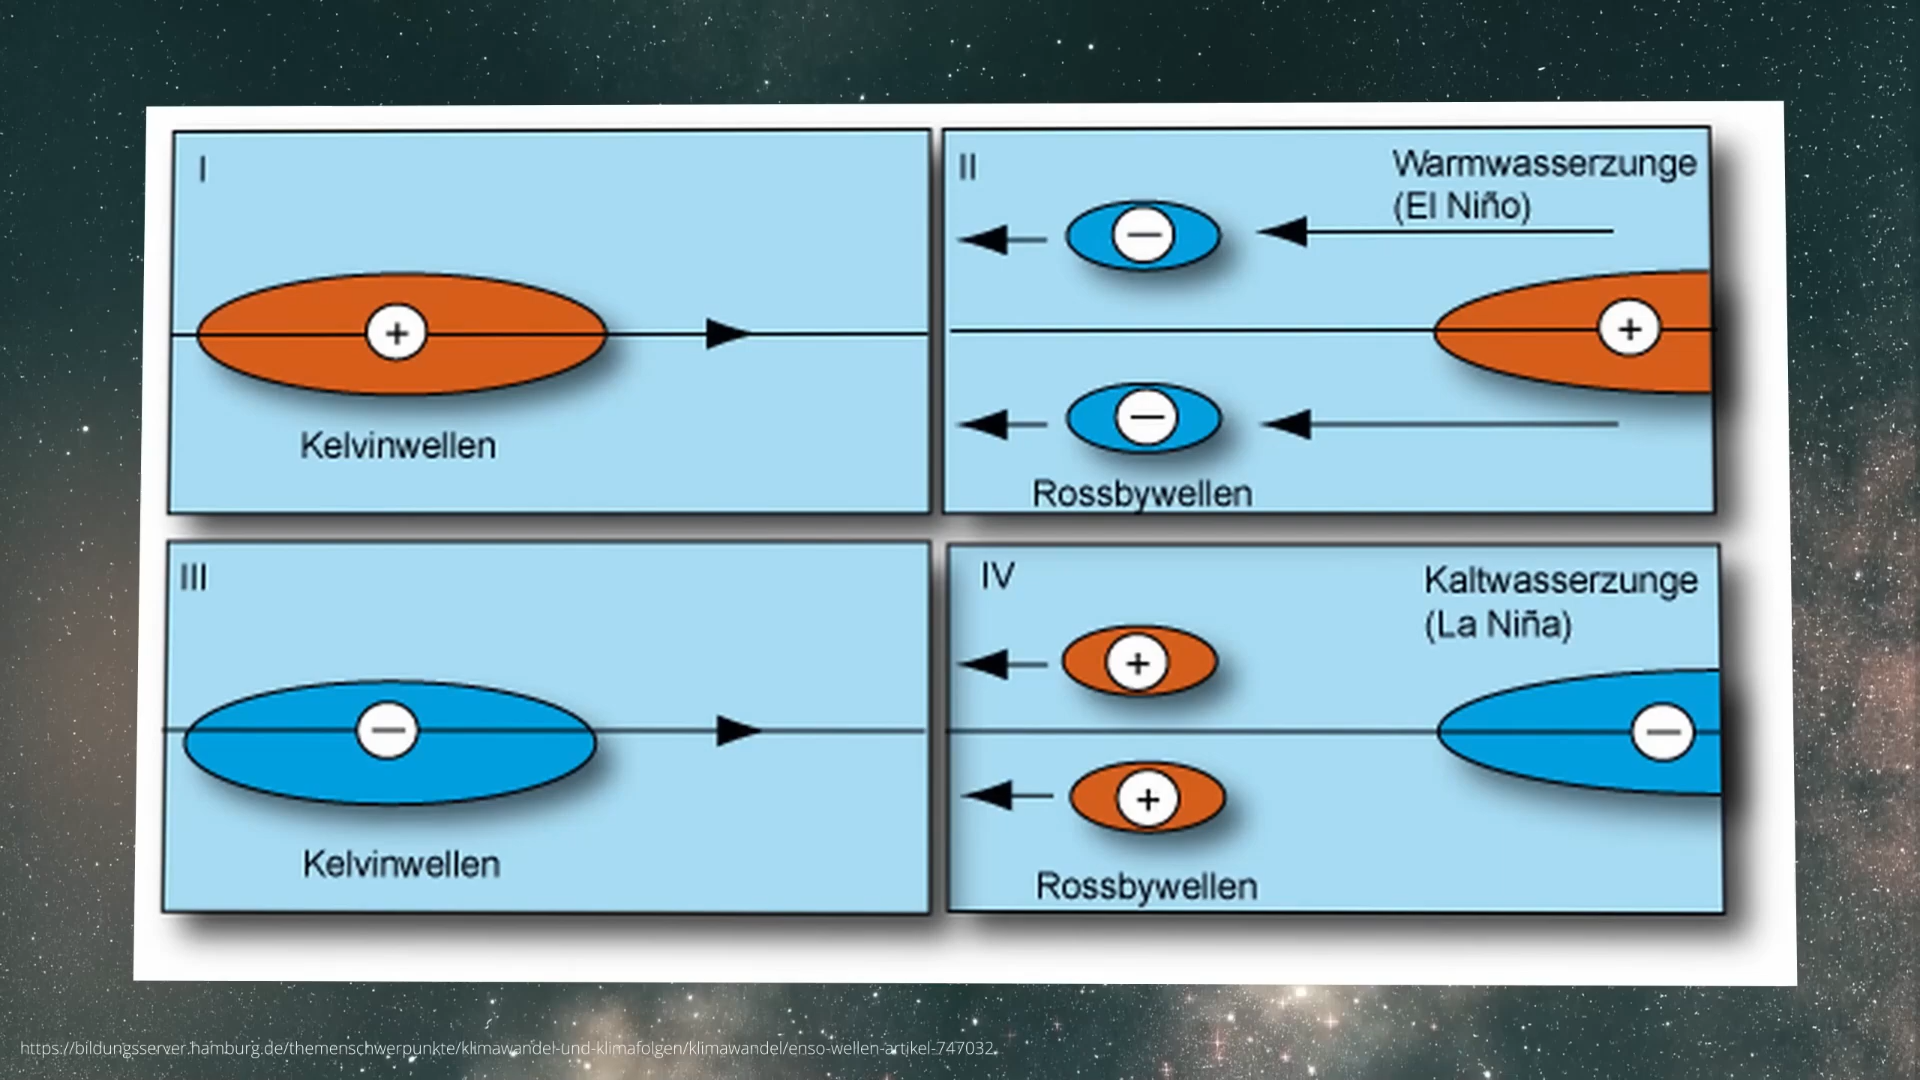 I
+
Kelvinwellen
II
Warmwasserzunge
(El Niño)
−
+
−
Rossbywellen
III
−
Kelvinwellen
IV
Kaltwasserzunge
(La Niña)
+
−
+
Rossbywellen
https://bildungsserver.hamburg.de/themenschwerpunkte/klimawandel-und-klimafolgen/klimawandel/enso-wellen-artikel-747032